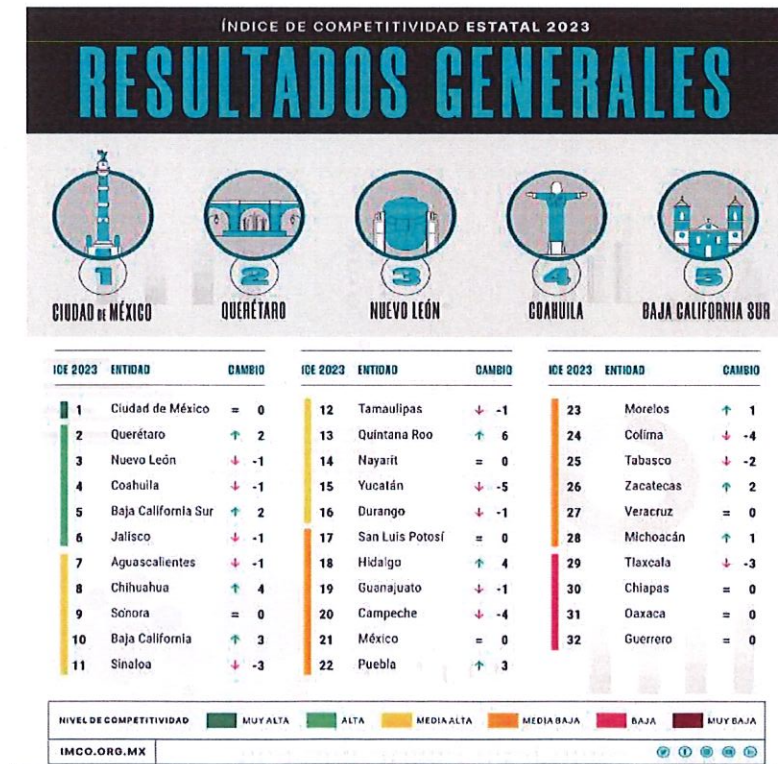 ÍNDICE DE COMPETITIVIDAD ESTATAL 2023
RESULTADOS GENERALES
1 2 3 4 5
CIUDAD DE MÉXICO QUERÉTARO NUEVO LEÓN COAHUILA BAJA CALIFORNIA SUR
ICE 2023 ENTIDAD CAMBIO
1 Ciudad de México = 0
2 Querétaro ↑ 2
3 Nuevo León ↓ -1
4 Coahuila ↓ -1
5 Baja California Sur ↑ 2
6 Jalisco ↓ -1
7 Aguascalientes ↓ -1
8 Chihuahua ↑ 4
9 Sonora = 0
10 Baja California ↑ 3
11 Sinaloa ↓ -3
ICE 2023 ENTIDAD CAMBIO
12 Tamaulipas ↓ -1
13 Quintana Roo ↑ 6
14 Nayarit = 0
15 Yucatán ↓ -5
16 Durango ↓ -1
17 San Luis Potosí = 0
18 Hidalgo ↑ 4
19 Guanajuato ↓ -1
20 Campeche ↓ -4
21 México = 0
22 Puebla ↑ 3
ICE 2023 ENTIDAD CAMBIO
23 Morelos ↑ 1
24 Colima ↓ -4
25 Tabasco ↓ -2
26 Zacatecas ↑ 2
27 Veracruz = 0
28 Michoacán ↑ 1
29 Tlaxcala ↓ -3
30 Chiapas = 0
31 Oaxaca = 0
32 Guerrero = 0
NIVEL DE COMPETITIVIDAD MUY ALTA ALTA MEDIA ALTA MEDIA BAJA BAJA MUY BAJA
IMCO.ORG.MX